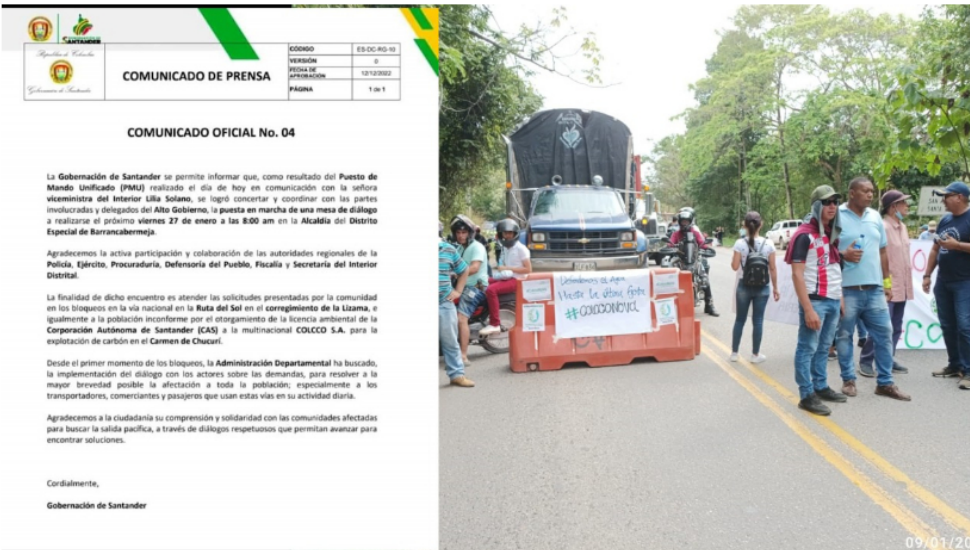 SANTANDER
República de Colombia
Gobernación de Santander
COMUNICADO DE PRENSA
CÓDIGO ES-DC-RG-10
VERSIÓN 0
FECHA DE APROBACIÓN 12/12/2022
PÁGINA 1 de 1
COMUNICADO OFICIAL No. 04
La Gobernación de Santander se permite informar que, como resultado del Puesto de
Mando Unificado (PMU) realizado el día de hoy en comunicación con la señora
viceministra del Interior Lilia Solano, se logró concertar y coordinar con las partes
involucradas y delegados del Alto Gobierno, la puesta en marcha de una mesa de diálogo
a realizarse el próximo viernes 27 de enero a las 8:00 am en la Alcaldía del Distrito
Especial de Barrancabermeja.
Agradecemos la activa participación y colaboración de las autoridades regionales de la
Policía, Ejército, Procuraduría, Defensoría del Pueblo, Fiscalía y Secretaría del Interior
Distrital.
La finalidad de dicho encuentro es atender las solicitudes presentadas por la comunidad
en los bloqueos en la vía nacional en la Ruta del Sol en el corregimiento de la Lizama, e
igualmente a la población inconforme por el otorgamiento de la licencia ambiental de la
Corporación Autónoma de Santander (CAS) a la multinacional COLCCO S.A. para la
explotación de carbón en el Carmen de Chucurí.
Desde el primer momento de los bloqueos, la Administración Departamental ha buscado,
la implementación del diálogo con los actores sobre las demandas, para resolver a la
mayor brevedad posible la afectación a toda la población; especialmente a los
transportadores, comerciantes y pasajeros que usan estas vías en su actividad diaria.
Agradecemos a la ciudadanía su comprensión y solidaridad con las comunidades afectadas
para buscar la salida pacífica, a través de diálogos respetuosos que permitan avanzar para
encontrar soluciones.
Cordialmente,
Gobernación de Santander
Defendemos el Agua
Hasta la última gota
09/01/20